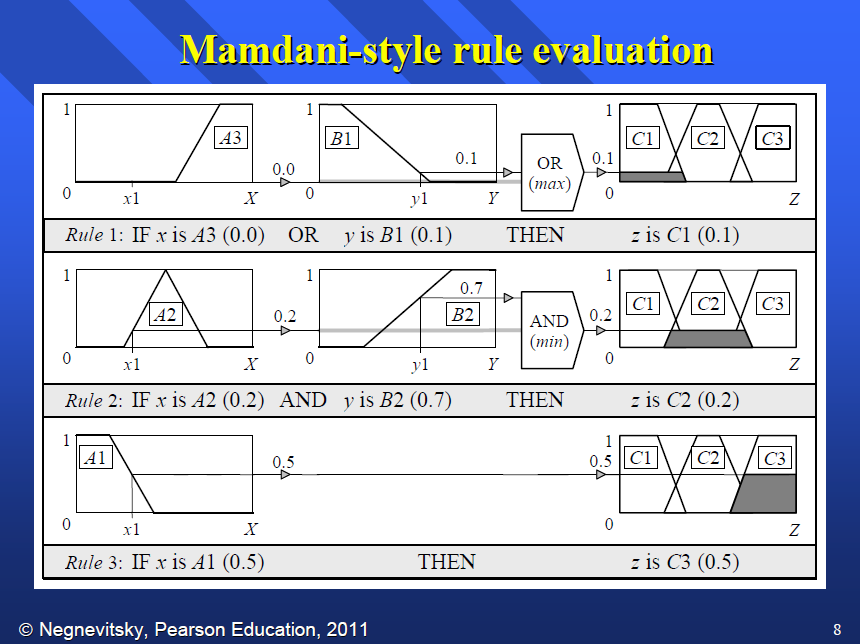 Mamdani-style rule evaluation
1 A3 0 x1 X 0.0
1 B1 0.1 0 y1 Y
OR
(max)
0.1 1 C1 C2 C3 0 Z
Rule 1: IF x is A3 (0.0) OR y is B1 (0.1) THEN z is C1 (0.1)
1 A2 0 x1 X 0.2
1 0.7 B2 0 y1 Y
AND
(min)
0.2 1 C1 C2 C3 0 Z
Rule 2: IF x is A2 (0.2) AND y is B2 (0.7) THEN z is C2 (0.2)
1 A1 0 x1 X 0.5
1 0.5 C1 C2 C3 0 Z
Rule 3: IF x is A1 (0.5) THEN z is C3 (0.5)
© Negnevitsky, Pearson Education, 2011 8